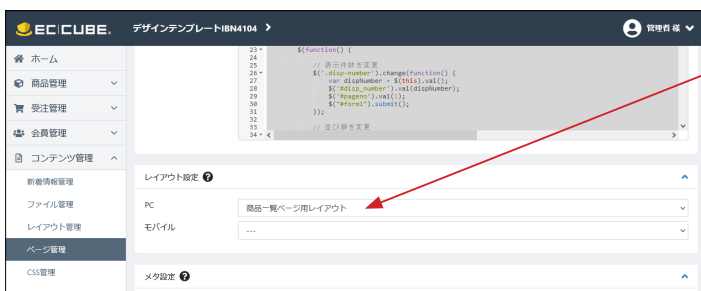 EC CUBE®
デザインテンプレートIBN4104
管理者 様
ホーム
商品管理
受注管理
会員管理
コンテンツ管理
新着情報管理
ファイル管理
レイアウト管理
ページ管理
CSS管理
23 $(function() {
24
25 // 表示件数を変更
26 $('.disp-number').change(function() {
27 var dispNumber = $(this).val();
28 $('#disp_number').val(dispNumber);
29 $('#pageno').val(1);
30 $("#form1").submit();
31 });
32
33 // 並び順を変更
34
レイアウト設定 ?
PC
商品一覧ページ用レイアウト
モバイル
---
メタ設定 ?